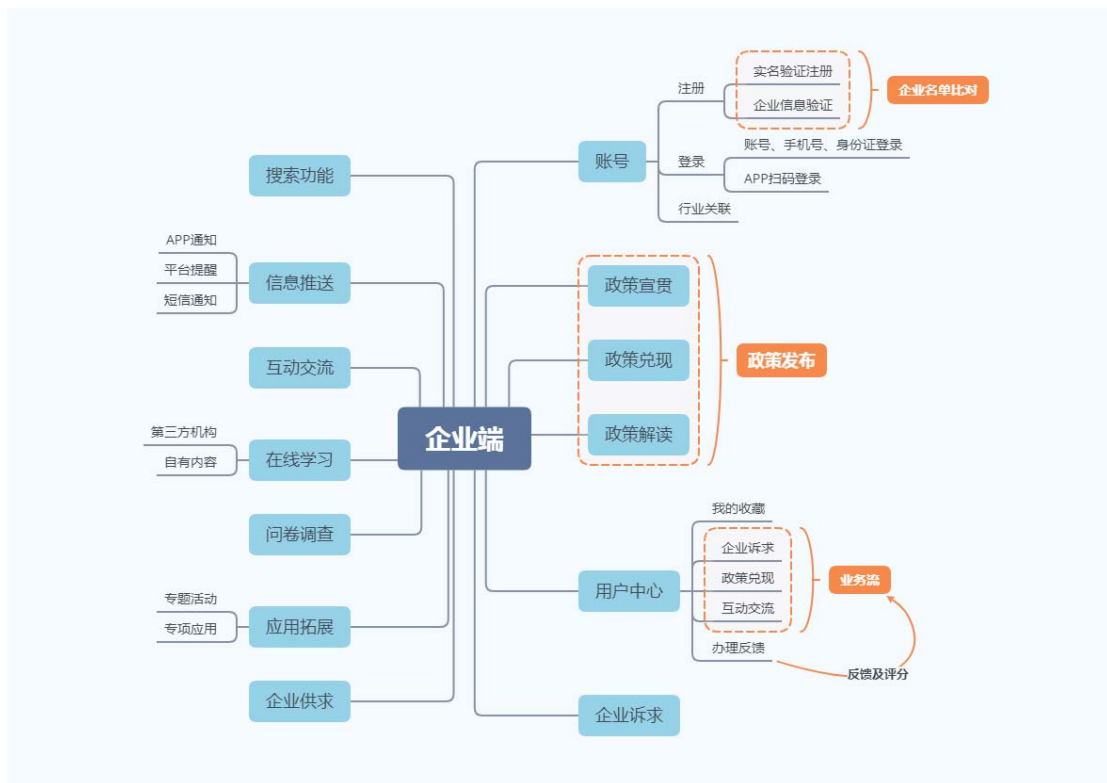 实名验证注册
注册
企业名单比对
企业信息验证
账号、手机号、身份证登录
账号
登录
搜索功能
APP扫码登录
行业关联
APP通知
平台提醒
信息推送
短信通知
政策宣贯
互动交流
政策兑现
政策发布
企业端
政策解读
第三方机构
在线学习
自有内容
问卷调查
我的收藏
企业诉求
用户中心
政策兑现
业务流
互动交流
专题活动
应用拓展
专项应用
办理反馈
反馈及评分
企业供求
企业诉求